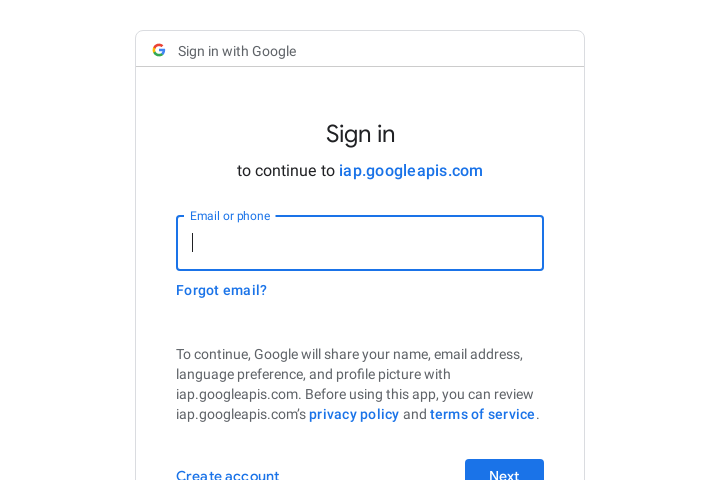 Sign in with Google
Sign in
to continue to iap.googleapis.com
Email or phone
Forgot email?
To continue, Google will share your name, email address,
language preference, and profile picture with
iap.googleapis.com. Before using this app, you can review
iap.googleapis.com’s privacy policy and terms of service.
Create account
Next